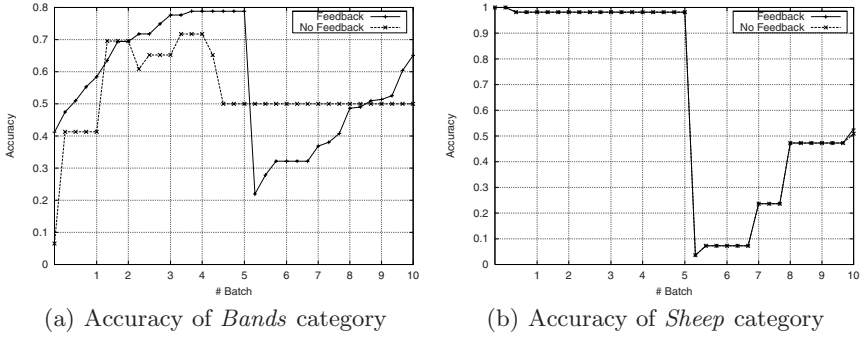 Feedback
No Feedback
0.8
0.7
0.6
0.5
0.4
0.3
0.2
0.1
0
Accuracy
1 2 3 4 5 6 7 8 9 10
# Batch
(a) Accuracy of Bands category
Feedback
No Feedback
1
0.9
0.8
0.7
0.6
0.5
0.4
0.3
0.2
0.1
0
Accuracy
1 2 3 4 5 6 7 8 9 10
# Batch
(b) Accuracy of Sheep category